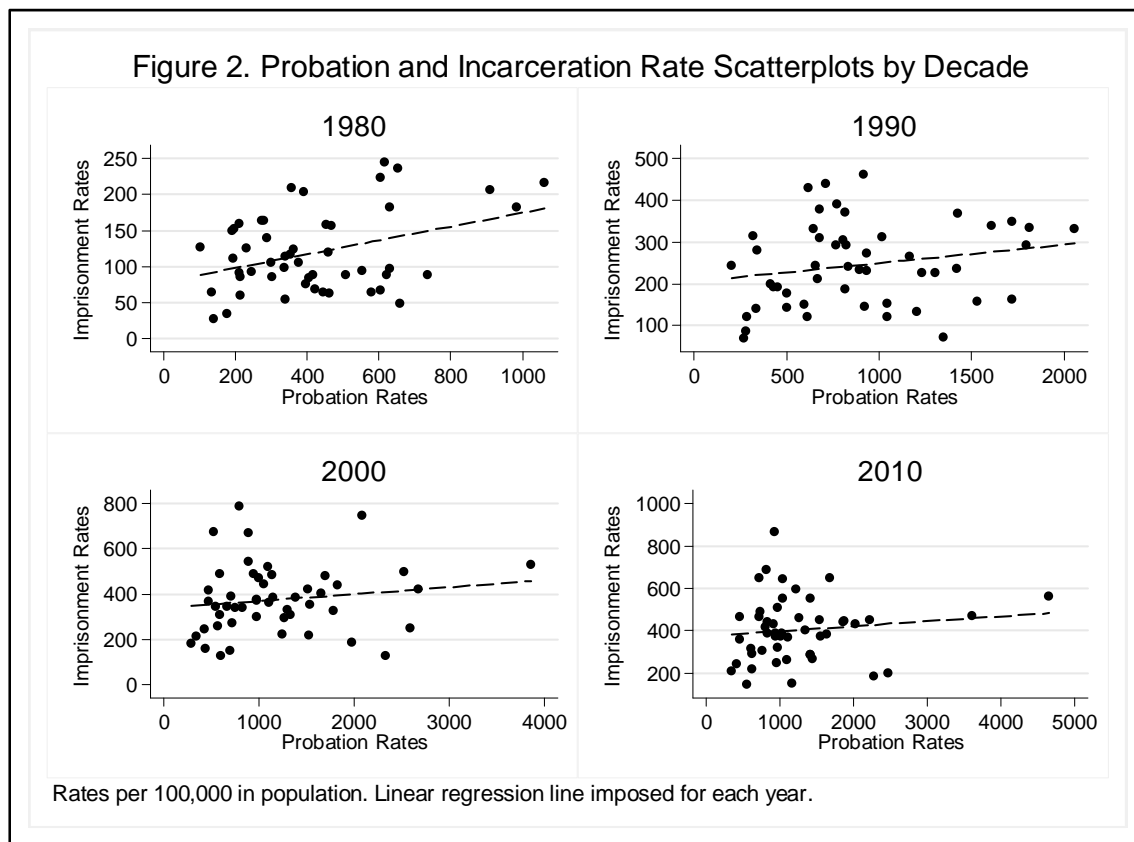 Figure 2. Probation and Incarceration Rate Scatterplots by Decade
1980
Imprisonment Rates
250
200
150
100
50
0
0 200 400 600 800 1000
Probation Rates
1990
Imprisonment Rates
500
400
300
200
100
0 500 1000 1500 2000
Probation Rates
2000
Imprisonment Rates
800
600
400
200
0
0 1000 2000 3000 4000
Probation Rates
2010
Imprisonment Rates
1000
800
600
400
200
0 1000 2000 3000 4000 5000
Probation Rates
Rates per 100,000 in population. Linear regression line imposed for each year.